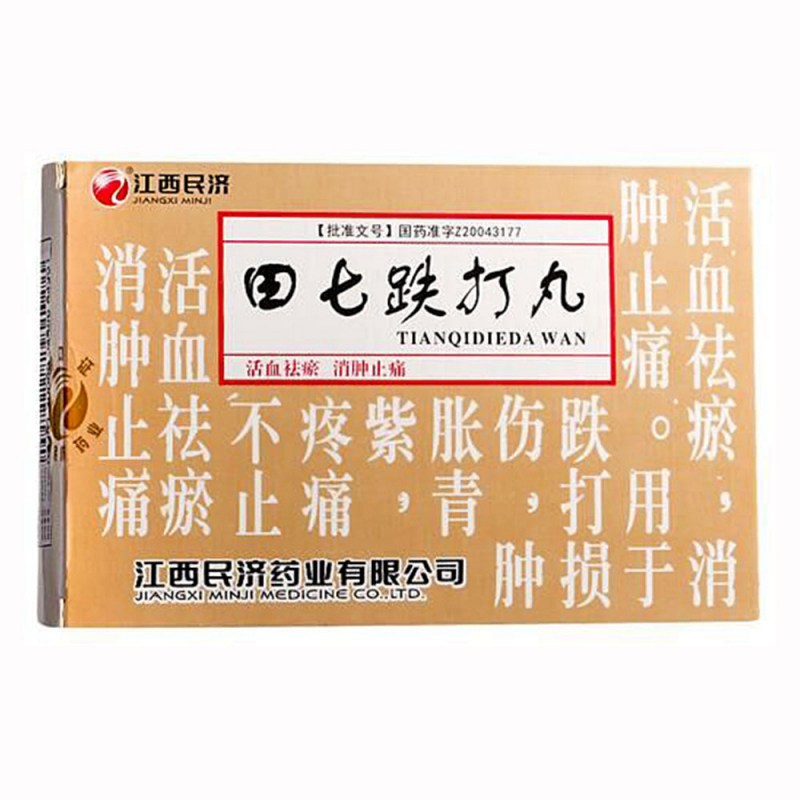 江西民济
JIANGXI MINJI
【批准文号】国药准字Z20043177
田七跌打丸
TIANQIDIEDA WAN
活血祛瘀 消肿止痛
活血祛瘀，消
肿止痛。用于
跌打损
伤，肿
胀青
紫，
疼痛
不止
活血祛瘀
消肿止痛
江西民济药业有限公司
JIANGXI MINJI MEDICINE CO.,LTD.
药业